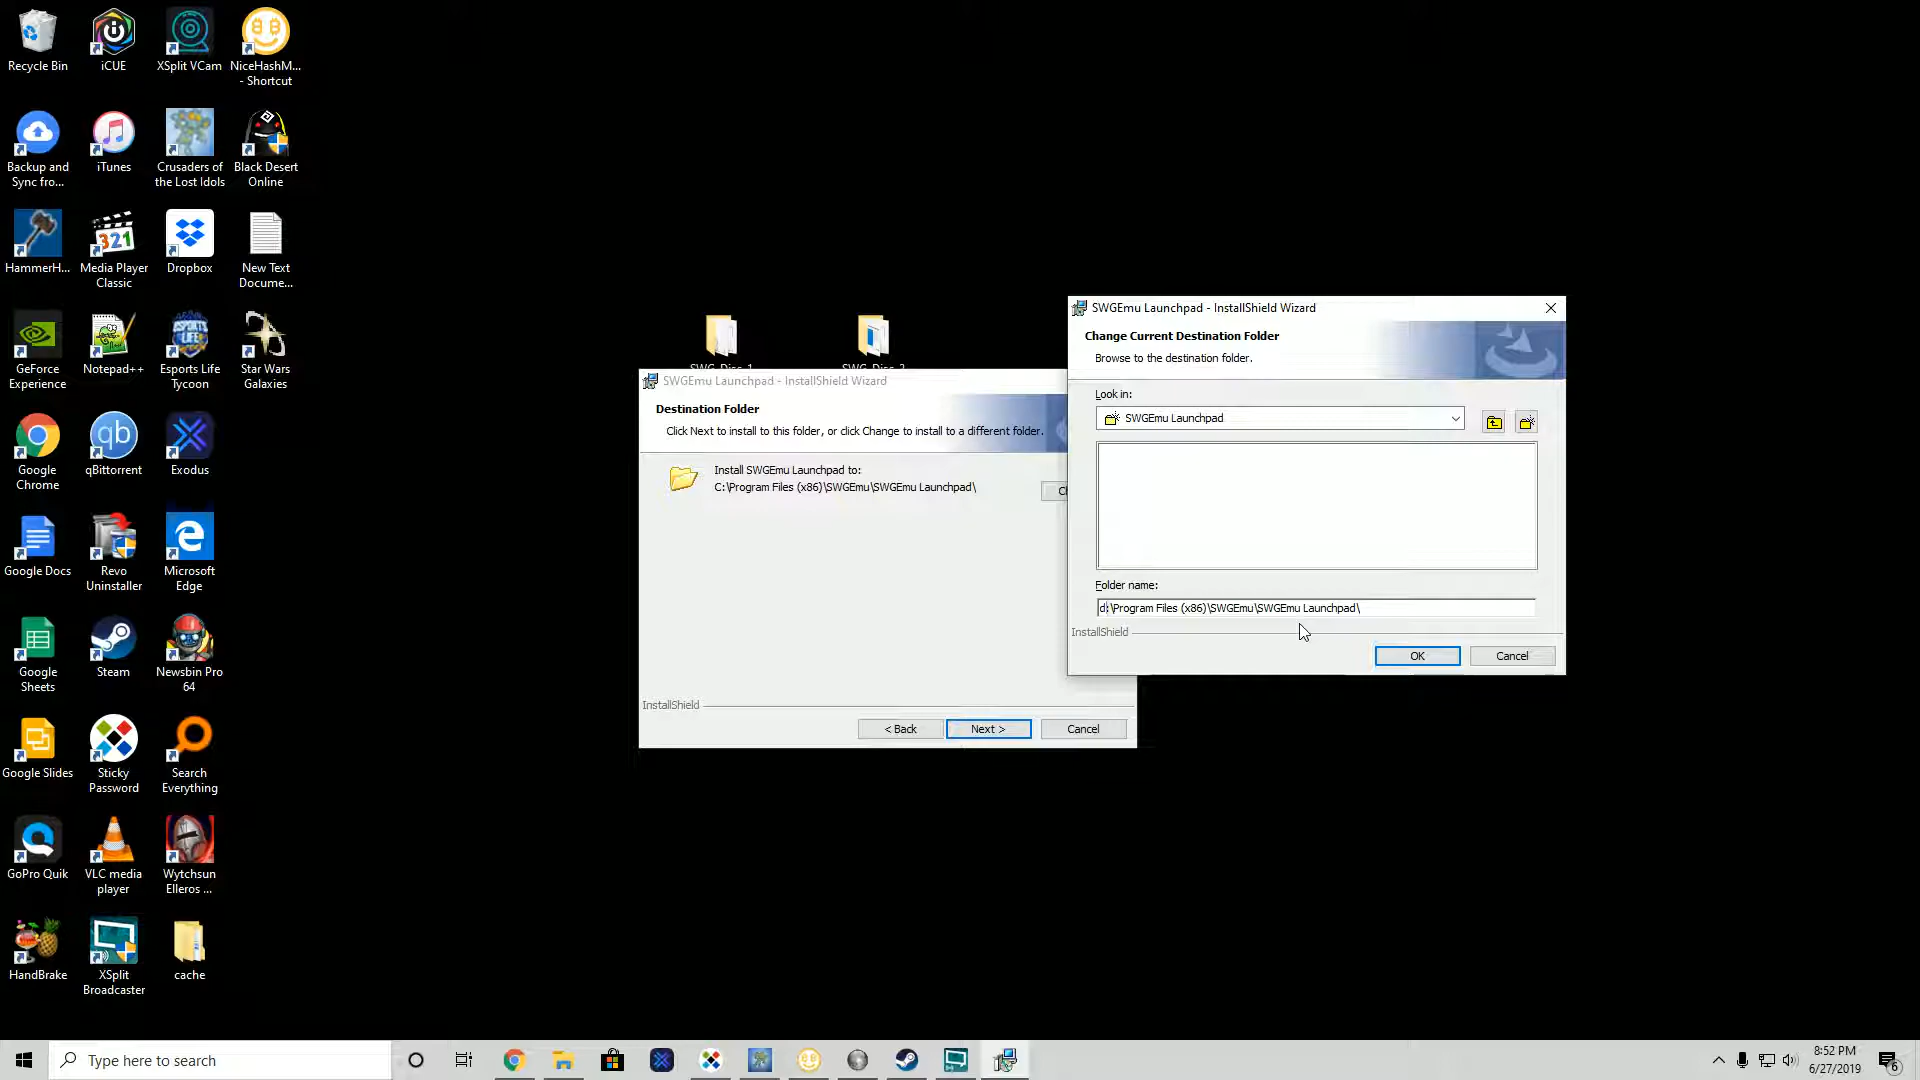 Recycle Bin
iCUE
XSplit VCam
NiceHashM...
- Shortcut
Backup and
Sync fro...
iTunes
Crusaders of
the Lost Idols
Black Desert
Online
HammerH...
Media Player
Classic
Dropbox
New Text
Docume...
GeForce
Experience
Notepad++
Esports Life
Tycoon
Star Wars
Galaxies
Google
Chrome
qBittorrent
Exodus
Google Docs
Revo
Uninstaller
Microsoft
Edge
Google
Sheets
Steam
Newsbin Pro
64
Google Slides
Sticky
Password
Search
Everything
GoPro Quik
VLC media
player
Wytchsun
Elleros ...
HandBrake
XSplit
Broadcaster
cache
SWGEmu Launchpad - InstallShield Wizard
Destination Folder
Click Next to install to this folder, or click Change to install to a different folder.
Install SWGEmu Launchpad to:
C:\Program Files (x86)\SWGEmu\SWGEmu Launchpad\
InstallShield
< Back
Next >
Cancel
SWGEmu Launchpad - InstallShield Wizard
Change Current Destination Folder
Browse to the destination folder.
Look in:
SWGEmu Launchpad
Folder name:
d:\Program Files (x86)\SWGEmu\SWGEmu Launchpad\
InstallShield
OK
Cancel
Type here to search
8:52 PM
6/27/2019
6